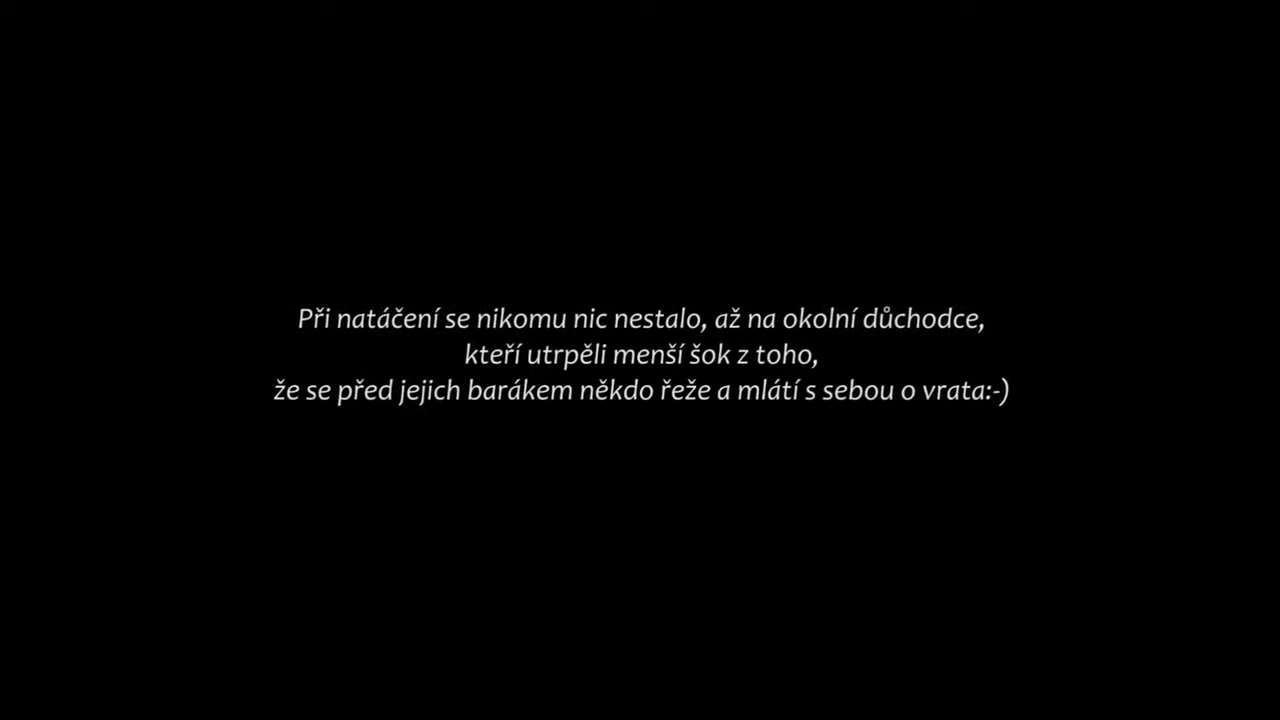 Při natáčení se nikomu nic nestalo, až na okolní důchodce,
kteří utrpěli menší šok z toho,
že se před jejich barákem někdo řeže a mlátí s sebou o vrata:-)